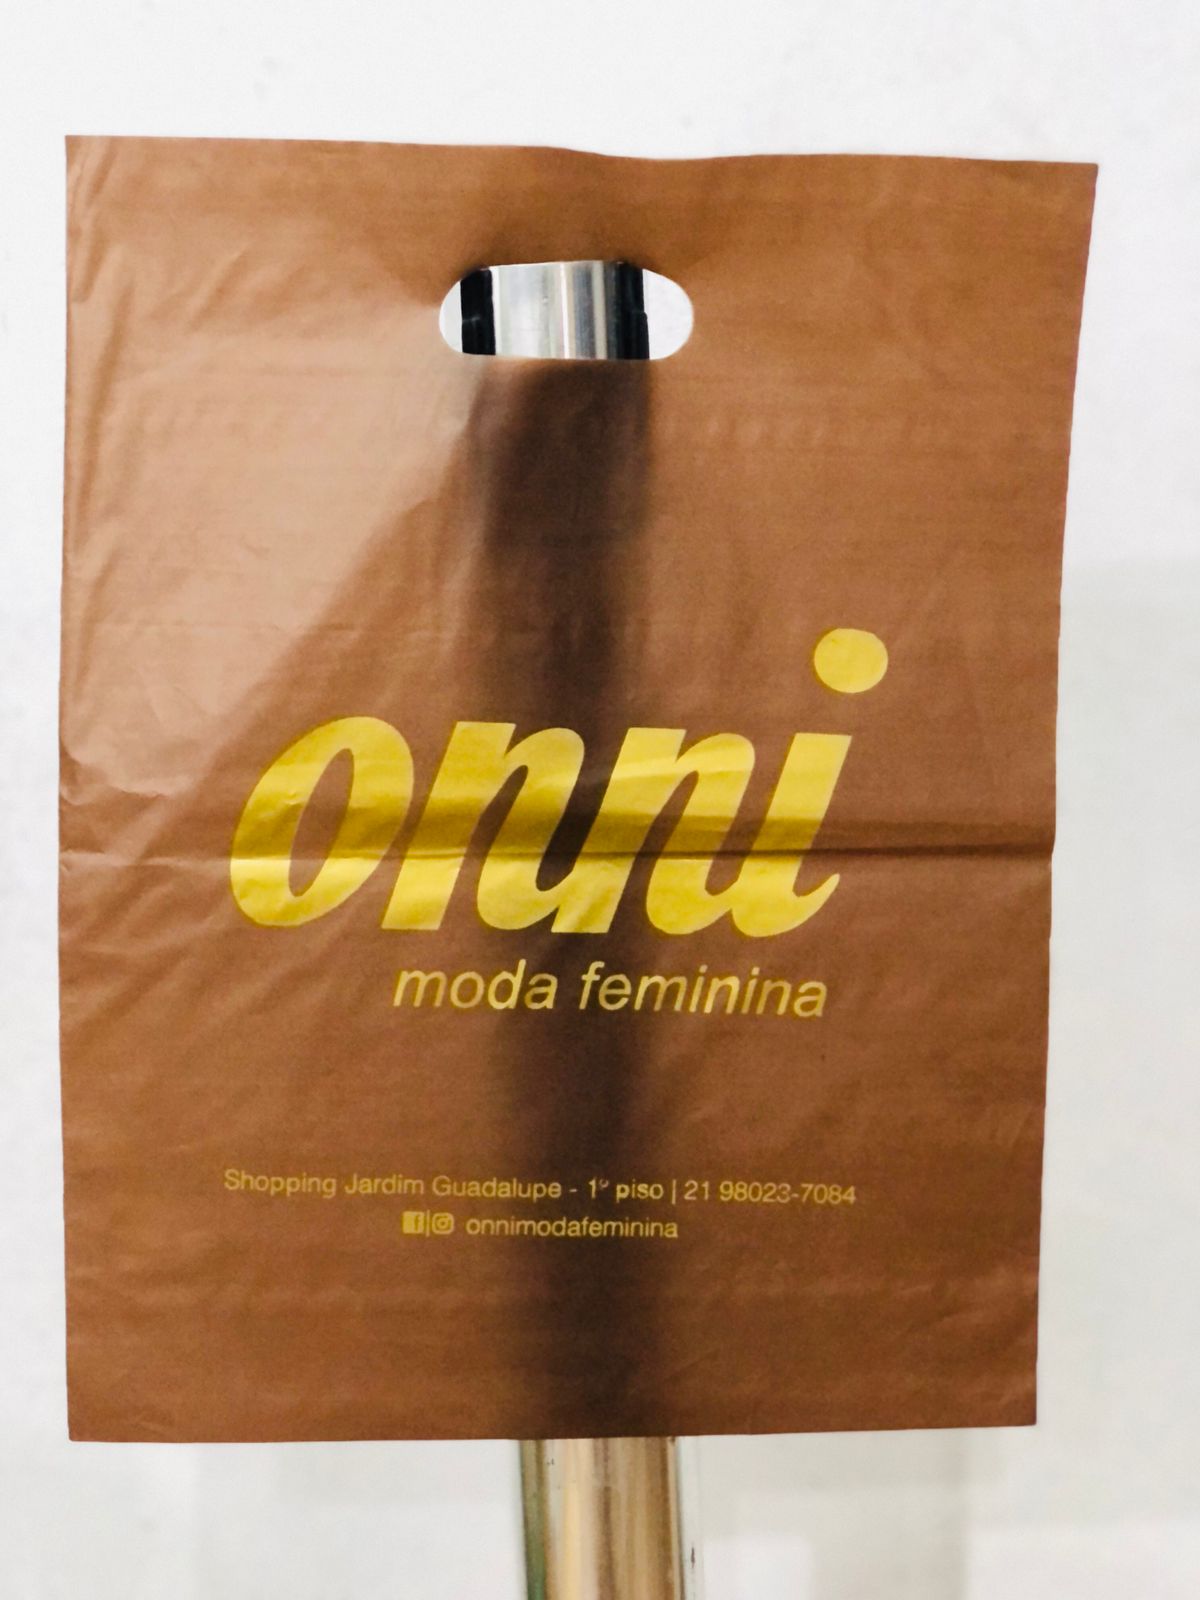 onni
moda feminina
Shopping Jardim Guadalupe - 1º piso | 21 98023-7084
f | onnimodafeminina